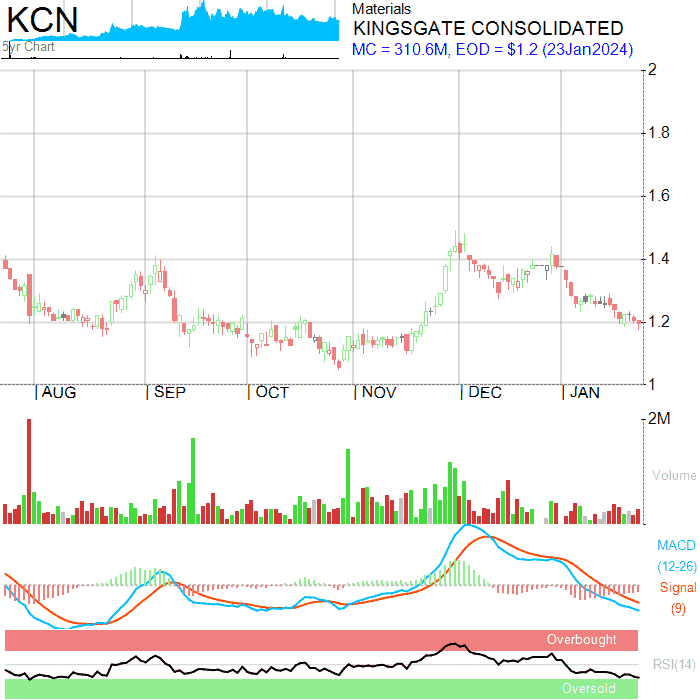 KCN
5yr Chart
Materials
KINGSGATE CONSOLIDATED
MC = 310.6M, EOD = $1.2 (23Jan2024)
2
1.8
1.6
1.4
1.2
1
AUG SEP OCT NOV DEC JAN
2M
Volume
MACD
(12-26)
Signal
(9)
Overbought
RSI(14)
Oversold